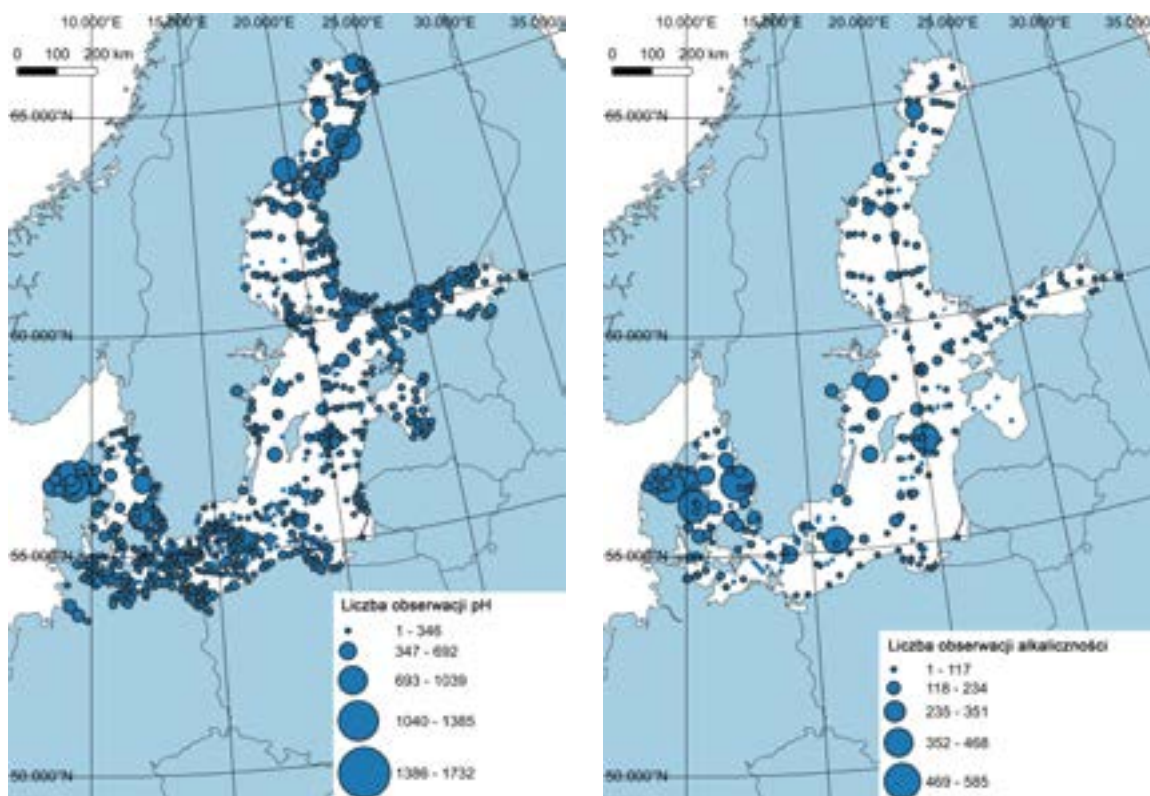 10.000°E 15.000°E 20.000°E 25.000°E 30.000°E 35.000°E
0 100 200 km
65.000°N
60.000°N
55.000°N
50.000°N
Liczba obserwacji pH
1 - 346
347 - 692
693 - 1039
1040 - 1385
1386 - 1732
10.000°E 15.000°E 20.000°E 25.000°E 30.000°E 35.000°E
0 100 200 km
65.000°N
60.000°N
55.000°N
50.000°N
Liczba obserwacji alkaliczności
1 - 117
118 - 234
235 - 351
352 - 468
469 - 585